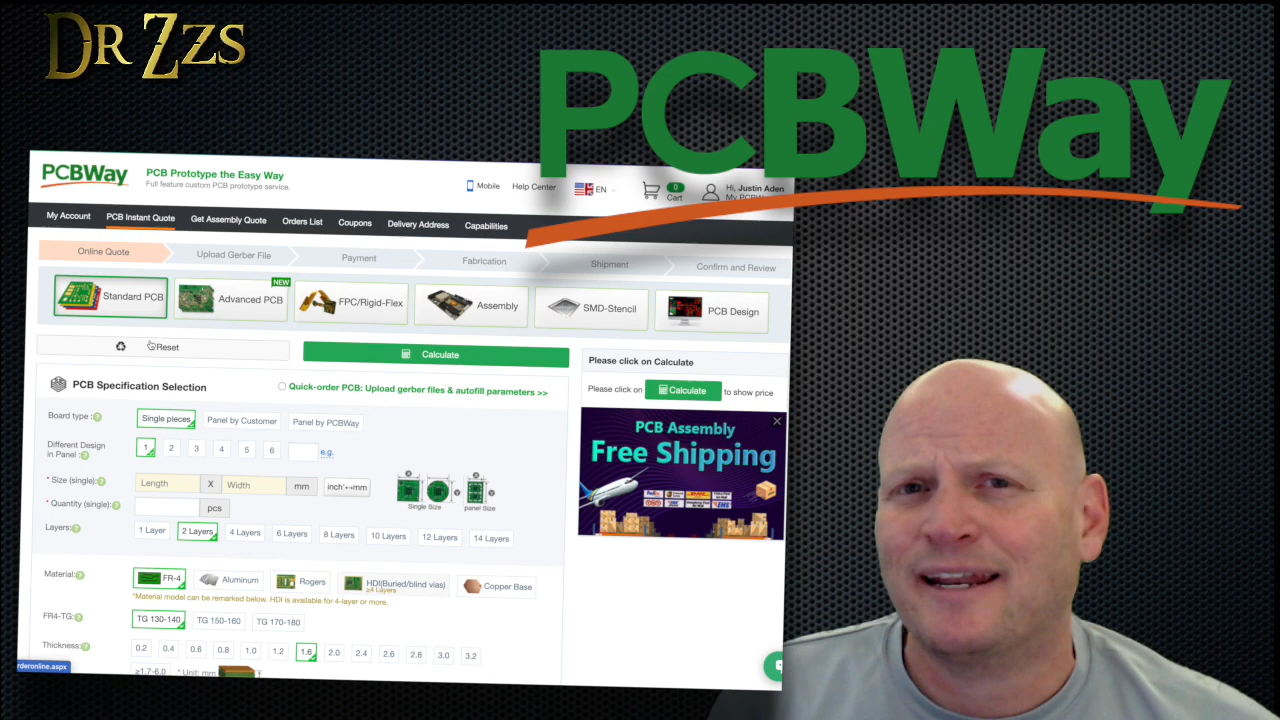 DR ZZS
PCBWay
PCBWay
PCB Prototype the Easy Way
Full feature custom PCB prototype service.
Mobile
Help Center
EN
0
Cart
Hi, Justin Aden
My PCB
My Account
PCB Instant Quote
Get Assembly Quote
Orders List
Coupons
Delivery Address
Capabilities
Online Quote
Upload Gerber File
Payment
Fabrication
Shipment
Confirm and Review
Standard PCB
NEW
Advanced PCB
FPC/Rigid-Flex
Assembly
SMD-Stencil
PCB Design
Reset
Calculate
Please click on Calculate
Please click on Calculate to show price
PCB Specification Selection
Quick-order PCB: Upload gerber files & autofill parameters >>
Board type :
Single pieces
Panel by Customer
Panel by PCBWay
Different Design
in Panel :
1 2 3 4 5 6 e.g.
* Size (single):
Length X Width mm inch↔mm
Single Size
panel Size
* Quantity (single):
pcs
Layers:
1 Layer 2 Layers 4 Layers 6 Layers 8 Layers 10 Layers 12 Layers 14 Layers
PCB Assembly
Free Shipping
Material:
FR-4 Aluminum Rogers HDI(Buried/blind vias) Copper Base
≥4 Layers
*Material model can be remarked below. HDI is available for 4-layer or more.
FR4-TG:
TG 130-140 TG 150-160 TG 170-180
Thickness:
0.2 0.4 0.6 0.8 1.0 1.2 1.6 2.0 2.4 2.6 2.8 3.0 3.2
≥1.7-6.0 * Unit: mm
rderonline.aspx